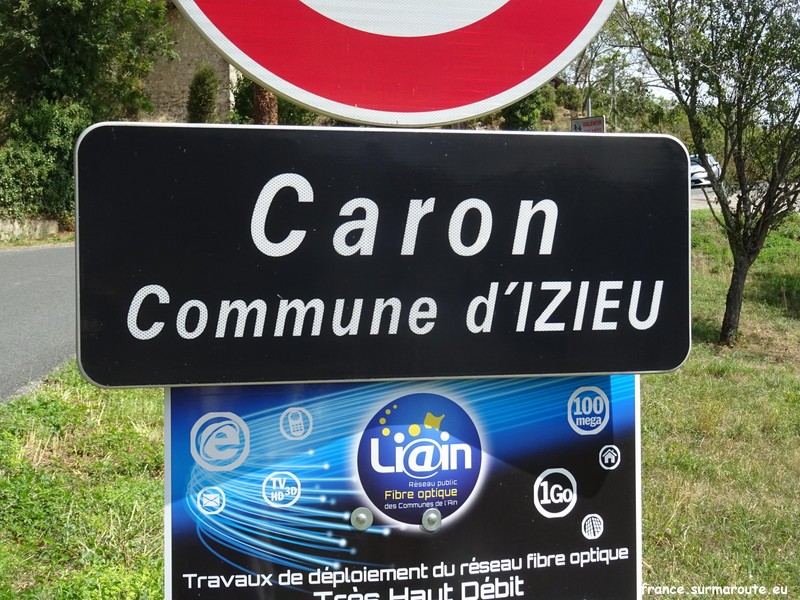 Caron
Commune d'IZIEU
Li@in
Réseau public
Fibre optique
des Communes de l'Ain
100
mega
e
TV
HD 3D
1Go
Travaux de déploiement du réseau fibre optique
Très Haut Débit
france.surmaroute.eu